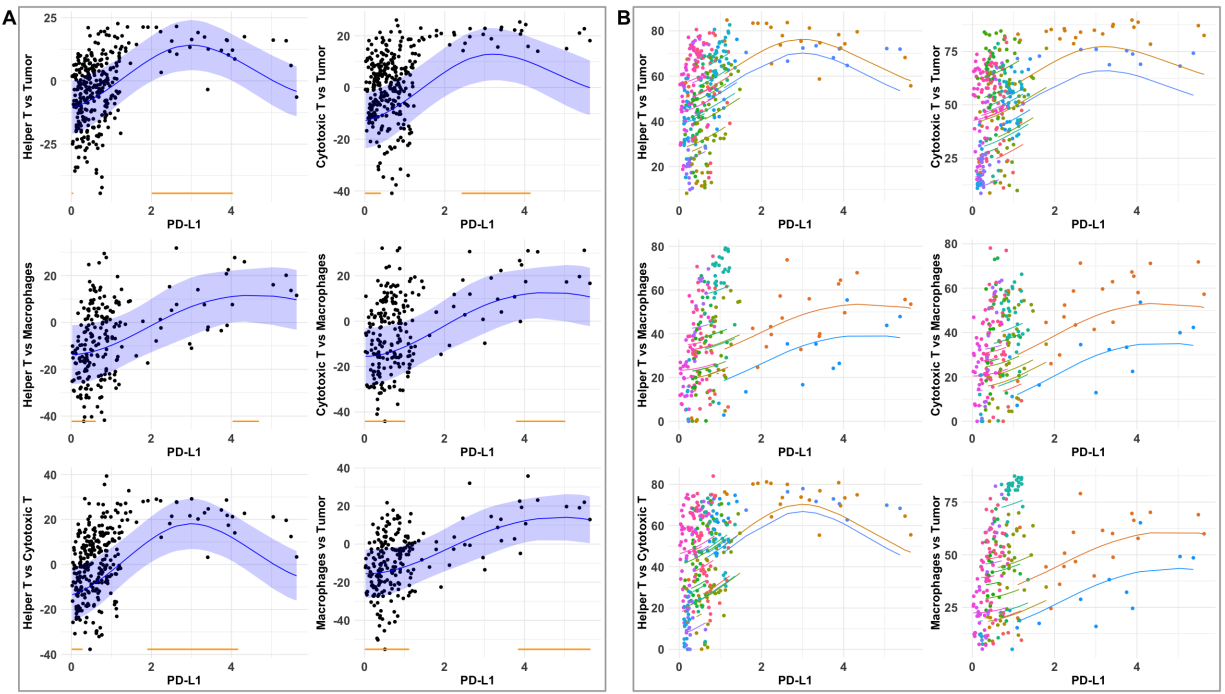 A
B
Helper T vs Tumor
25
0
-25
0 2 4
PD-L1
Cytotoxic T vs Tumor
20
0
-20
-40
0 2 4
PD-L1
Helper T vs Tumor
80
60
40
20
0 2 4
PD-L1
Cytotoxic T vs Tumor
75
50
25
0 2 4
PD-L1
Helper T vs Macrophages
20
0
-20
-40
0 2 4
PD-L1
Cytotoxic T vs Macrophages
20
0
-20
-40
0 2 4
PD-L1
Helper T vs Macrophages
80
60
40
20
0
0 2 4
PD-L1
Cytotoxic T vs Macrophages
80
60
40
20
0
0 2 4
PD-L1
Helper T vs Cytotoxic T
40
20
0
-20
-40
0 2 4
PD-L1
Macrophages vs Tumor
40
20
0
-20
-40
0 2 4
PD-L1
Helper T vs Cytotoxic T
80
60
40
20
0
0 2 4
PD-L1
Macrophages vs Tumor
75
50
25
0 2 4
PD-L1